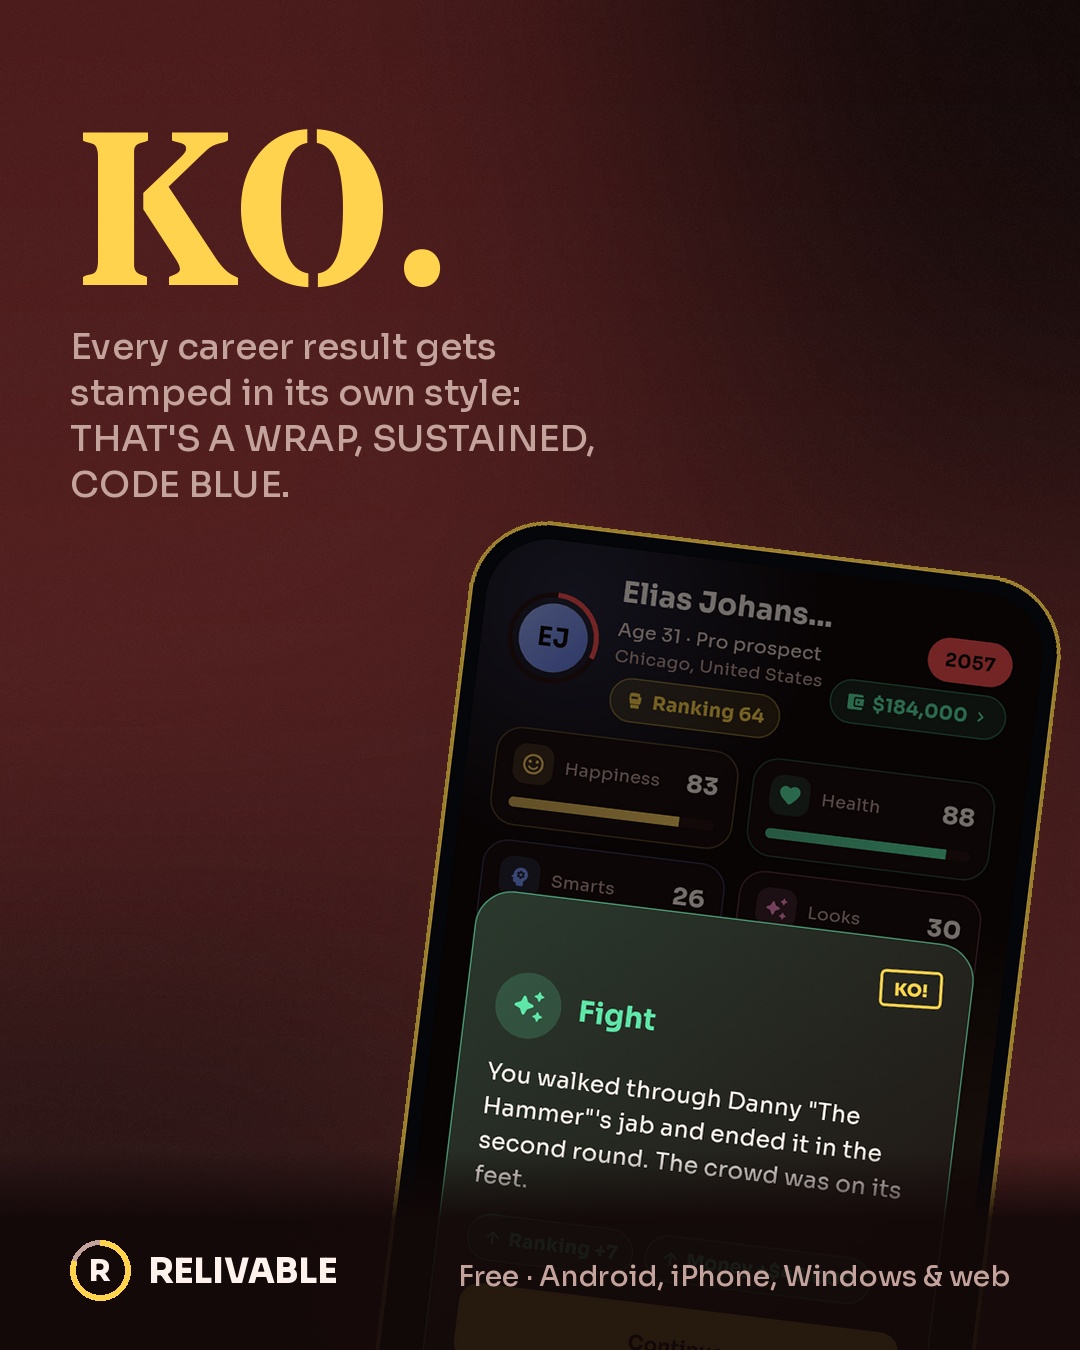 KO.
Every career result gets
stamped in its own style:
THAT'S A WRAP, SUSTAINED,
CODE BLUE.
Elias Johans...
EJ
Age 31 · Pro prospect
2057
Chicago, United States
Ranking 64
$184,000 ›
Happiness 83
Health 88
Smarts 26
Looks 30
KO!
Fight
You walked through Danny "The
Hammer"'s jab and ended it in the
second round. The crowd was on its
feet.
Ranking +7
Money
R RELIVABLE
Free · Android, iPhone, Windows & web